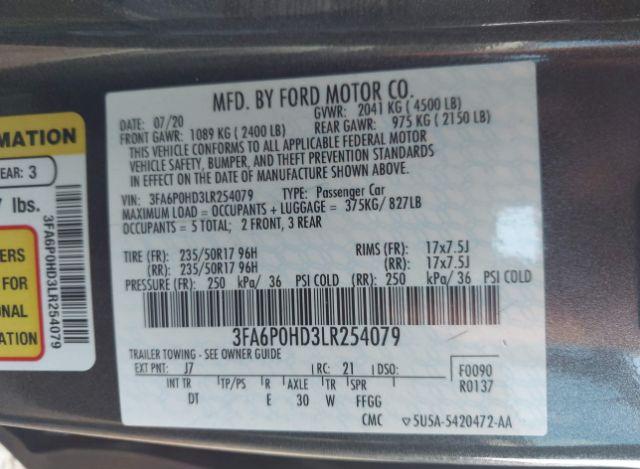 MFD. BY FORD MOTOR CO.
DATE: 07/20 GVWR: 2041 KG ( 4500 LB)
FRONT GAWR: 1089 KG ( 2400 LB) REAR GAWR: 975 KG ( 2150 LB)
THIS VEHICLE CONFORMS TO ALL APPLICABLE FEDERAL MOTOR
VEHICLE SAFETY, BUMPER, AND THEFT PREVENTION STANDARDS
IN EFFECT ON THE DATE OF MANUFACTURE SHOWN ABOVE.
VIN: 3FA6P0HD3LR254079 TYPE: Passenger Car
MAXIMUM LOAD = OCCUPANTS + LUGGAGE = 375KG/ 827LB
OCCUPANTS = 5 TOTAL; 2 FRONT, 3 REAR
TIRE (FR): 235/50R17 96H RIMS (FR): 17x7.5J
(RR): 235/50R17 96H (RR): 17x7.5J
PRESSURE (FR): 250 kPa/ 36 PSI COLD (RR): 250 kPa/ 36 PSI COLD
3FA6P0HD3LR254079
TRAILER TOWING - SEE OWNER GUIDE
EXT PNT: J7 RC: 21 DSO: F0090
INT TR TP/PS R AXLE TR SPR R0137
DT E 30 W FFGG
CMC 5U5A-5420472-AA
MATION
EAR: 3
lbs.
3FA6P0HD3LR254079
ERS
FOR
ONAL
ATION